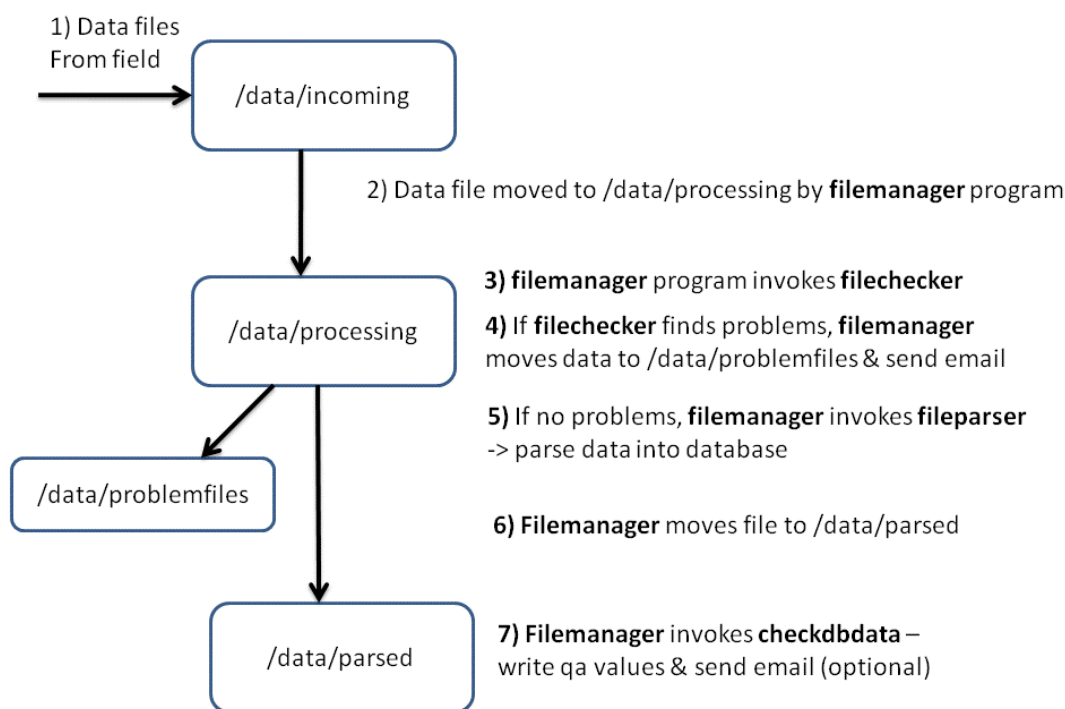 1) Data files
From field
/data/incoming
2) Data file moved to /data/processing by filemanager program
3) filemanager program invokes filechecker
/data/processing
4) If filechecker finds problems, filemanager
moves data to /data/problemfiles & send email
5) If no problems, filemanager invokes fileparser
-> parse data into database
/data/problemfiles
6) Filemanager moves file to /data/parsed
/data/parsed
7) Filemanager invokes checkdbdata –
write qa values & send email (optional)